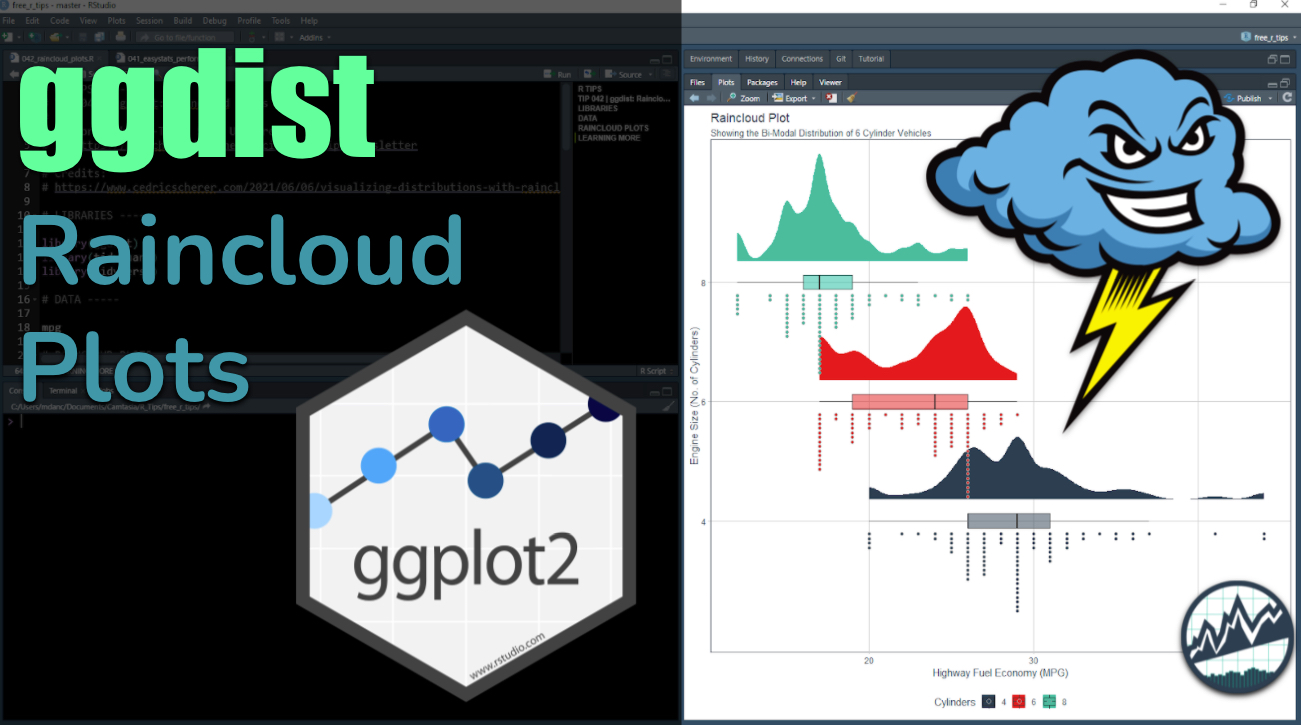 free_r_tips - master - RStudio
File Edit Code View Plots Session Build Debug Profile Tools Help
Go to file/function Addins
free_r_tips
042_raincloud_plots.R 041_easystats_perfor
Run Source
ggdist
Raincloud
Plots
R TIPS
TIP 042 | ggdist: Rainclo...
LIBRARIES
DATA
RAINCLOUD PLOTS
LEARNING MORE
letter
7 # Credits:
8 # https://www.cedricscherer.com/2021/06/06/visualizing-distributions-with-raincl
9
# LIBRARIES ----
16 # DATA -----
17
18 mpg
R Script
Terminal
C:/Users/mdanc/Documents/Camtasia/R_Tips/free_r_tips/
>
ggplot2
www.rstudio.com
Environment History Connections Git Tutorial
Files Plots Packages Help Viewer
Zoom Export Publish
Raincloud Plot
Showing the Bi-Modal Distribution of 6 Cylinder Vehicles
Engine Size (No. of Cylinders)
8
6
4
20 30
Highway Fuel Economy (MPG)
Cylinders 4 6 8